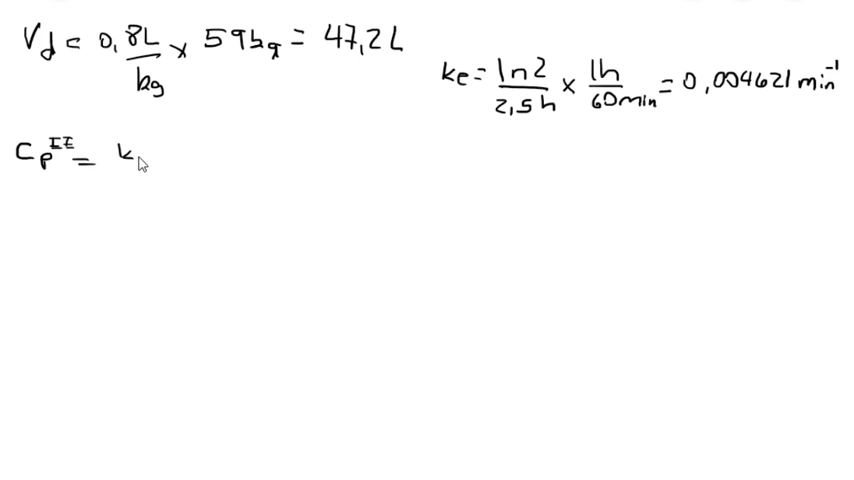 Vd = 0,8L/kg x 59kg = 47,2L
ke = ln2/2,5h x 1h/60min = 0,004621 min⁻¹
Cp^EE = k